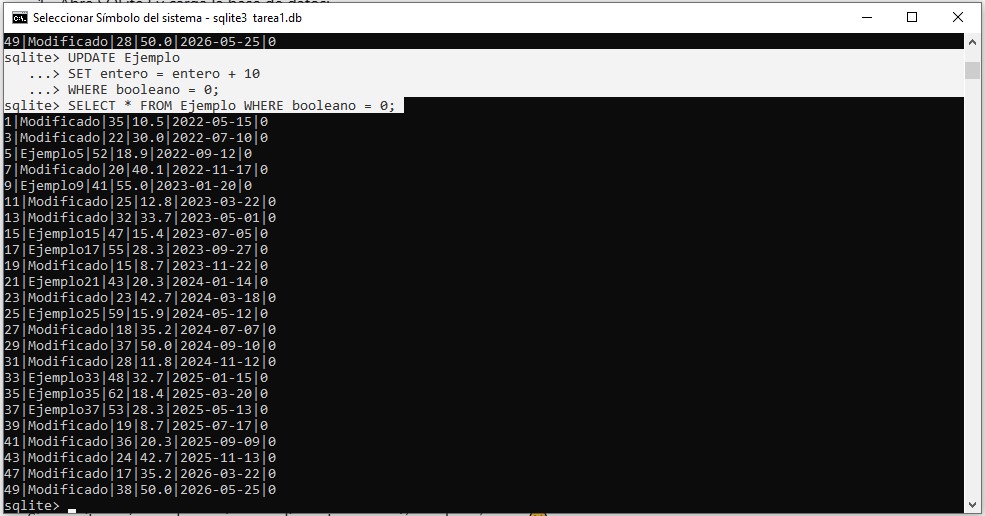 Seleccionar Símbolo del sistema - sqlite3 tarea1.db
49|Modificado|28|50.0|2026-05-25|0
sqlite> UPDATE Ejemplo
   ...> SET entero = entero + 10
   ...> WHERE booleano = 0;
sqlite> SELECT * FROM Ejemplo WHERE booleano = 0;
1|Modificado|35|10.5|2022-05-15|0
3|Modificado|22|30.0|2022-07-10|0
5|Ejemplo5|52|18.9|2022-09-12|0
7|Modificado|20|40.1|2022-11-17|0
9|Ejemplo9|41|55.0|2023-01-20|0
11|Modificado|25|12.8|2023-03-22|0
13|Modificado|32|33.7|2023-05-01|0
15|Ejemplo15|47|15.4|2023-07-05|0
17|Ejemplo17|55|28.3|2023-09-27|0
19|Modificado|15|8.7|2023-11-22|0
21|Ejemplo21|43|20.3|2024-01-14|0
23|Modificado|23|42.7|2024-03-18|0
25|Ejemplo25|59|15.9|2024-05-12|0
27|Modificado|18|35.2|2024-07-07|0
29|Modificado|37|50.0|2024-09-10|0
31|Modificado|28|11.8|2024-11-12|0
33|Ejemplo33|48|32.7|2025-01-15|0
35|Ejemplo35|62|18.4|2025-03-20|0
37|Ejemplo37|53|28.3|2025-05-13|0
39|Modificado|19|8.7|2025-07-17|0
41|Modificado|36|20.3|2025-09-09|0
43|Modificado|24|42.7|2025-11-13|0
47|Modificado|17|35.2|2026-03-22|0
49|Modificado|38|50.0|2026-05-25|0
sqlite>